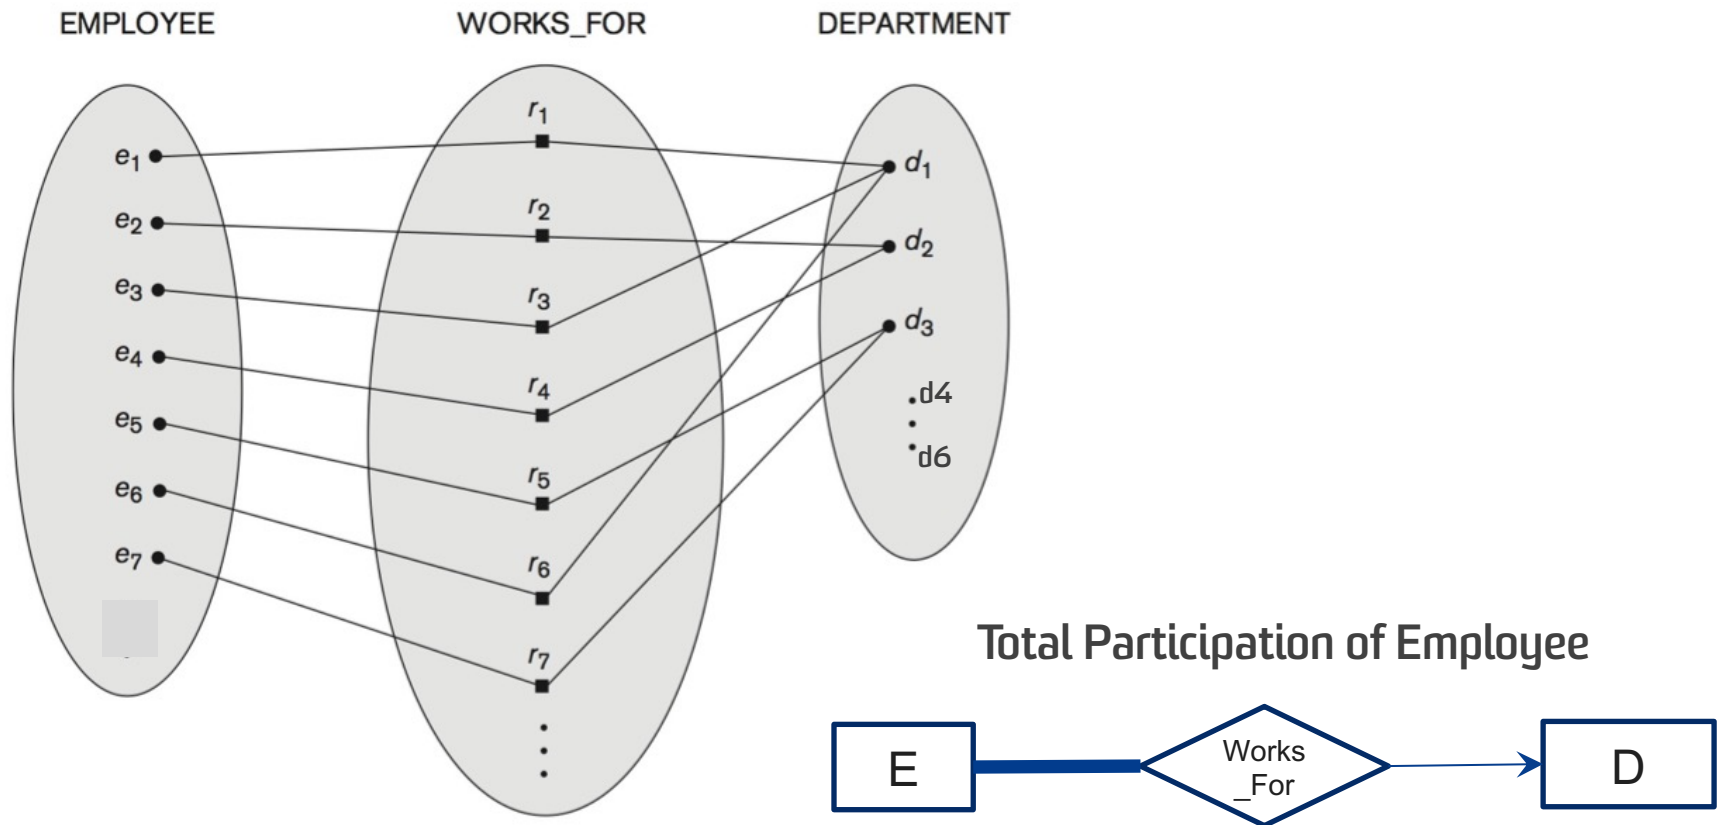 EMPLOYEE
WORKS_FOR
DEPARTMENT
e1
e2
e3
e4
e5
e6
e7
r1
r2
r3
r4
r5
r6
r7
d1
d2
d3
d4
d6
Total Participation of Employee
E
Works
_For
D